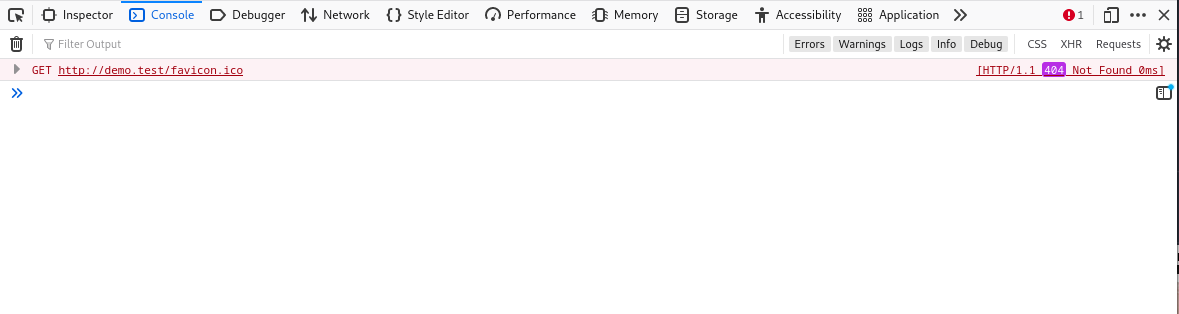 Inspector Console Debugger Network Style Editor Performance Memory Storage Accessibility Application 1
Filter Output Errors Warnings Logs Info Debug CSS XHR Requests
GET http://demo.test/favicon.ico [HTTP/1.1 404 Not Found 0ms]